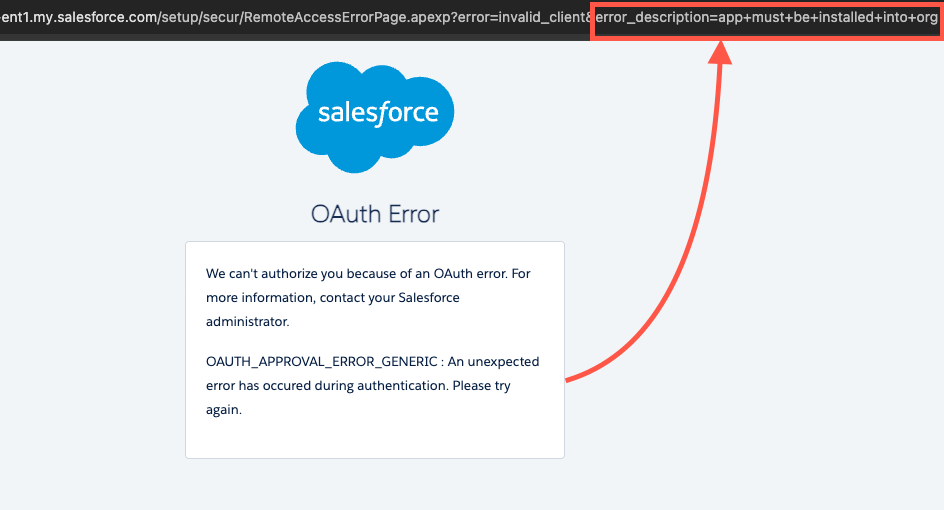 -ent1.my.salesforce.com/setup/secur/RemoteAccessErrorPage.apexp?error=invalid_client&error_description=app+must+be+installed+into+org
salesforce
OAuth Error
We can't authorize you because of an OAuth error. For
more information, contact your Salesforce
administrator.
OAUTH_APPROVAL_ERROR_GENERIC : An unexpected
error has occured during authentication. Please try
again.